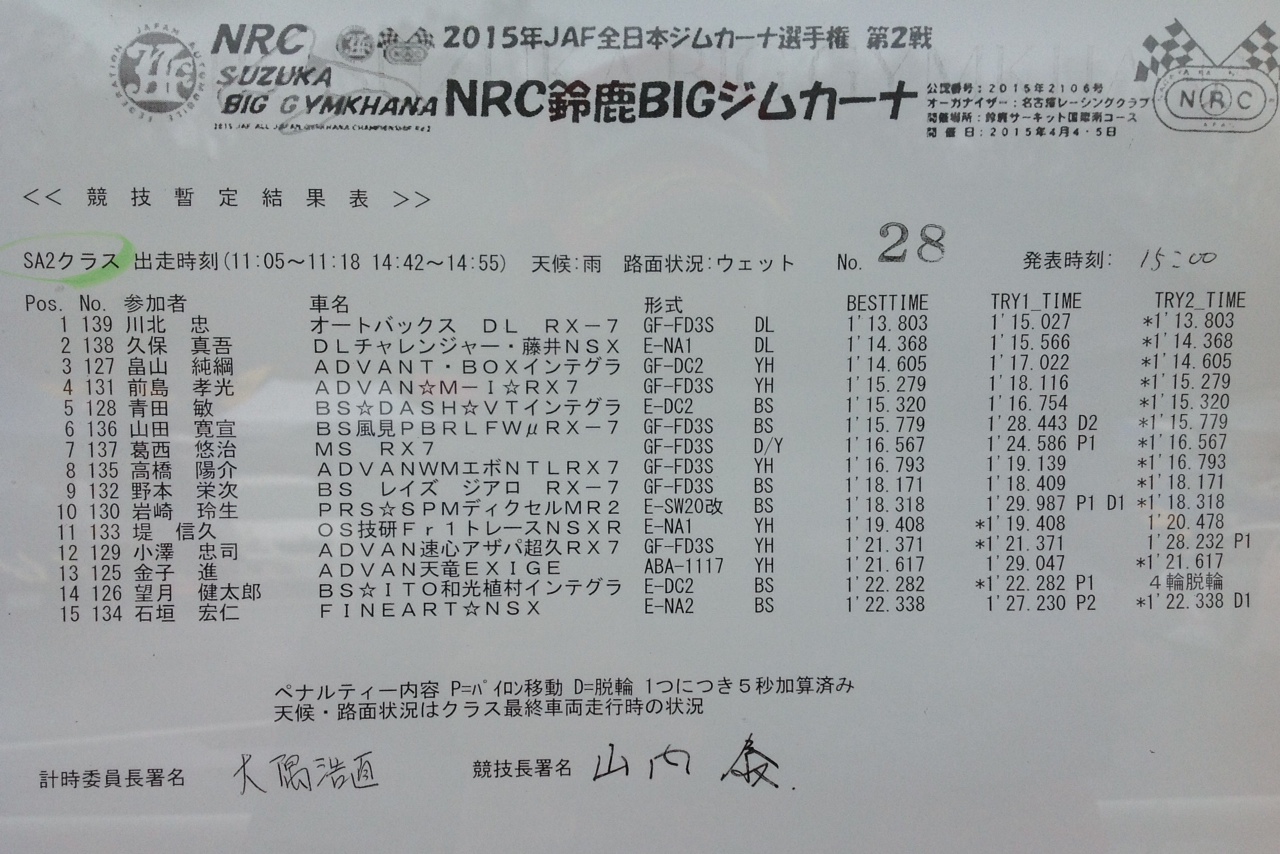 NRC
SUZUKA
BIG GYMKHANA
2015 JAF ALL JAPAN GYMKHANA CHAMPIONSHIP Rd.2
JAPAN AUTOMOBILE FEDERATION
JAF
2015年JAF全日本ジムカーナ選手権 第2戦
NRC鈴鹿BIGジムカーナ
公認番号:2015年2106号
オーガナイザー:名古屋レーシングクラブ
開催場所:鈴鹿サーキット国際南コース
開催日:2015年4月4・5日
NRC
<< 競技暫定結果表 >>
SA2クラス 出走時刻(11:05〜11:18 14:42〜14:55) 天候:雨 路面状況:ウェット No. 28 発表時刻: 15:00
Pos. No. 参加者 車名 形式 BESTTIME TRY1_TIME TRY2_TIME
1 139 川北 忠 オートバックス DL RX-7 GF-FD3S DL 1'13.803 1'15.027 *1'13.803
2 138 久保 真吾 DLチャレンジャー・藤井NSX E-NA1 DL 1'14.368 1'15.566 *1'14.368
3 127 畠山 純綱 ADVANT・BOXインテグラ GF-DC2 YH 1'14.605 1'17.022 *1'14.605
4 131 前島 孝光 ADVAN☆M-I☆RX7 GF-FD3S YH 1'15.279 1'18.116 *1'15.279
5 128 青田 敏 BS☆DASH☆VTインテグラ E-DC2 BS 1'15.320 1'16.754 *1'15.320
6 136 山田 寛宣 BS風見PBRLFWμRX-7 GF-FD3S BS 1'15.779 1'28.443 D2 *1'15.779
7 137 葛西 悠治 MS RX7 GF-FD3S D/Y 1'16.567 1'24.586 P1 *1'16.567
8 135 高橋 陽介 ADVANWMエボNTLRX7 GF-FD3S YH 1'16.793 1'19.139 *1'16.793
9 132 野本 栄次 BS レイズ ジアロ RX-7 GF-FD3S BS 1'18.171 1'18.409 *1'18.171
10 130 岩崎 玲生 PRS☆SPMディクセルMR2 E-SW20改 BS 1'18.318 1'29.987 P1 D1 *1'18.318
11 133 堤 信久 OS技研Fr1トレースNSXR E-NA1 YH 1'19.408 *1'19.408 1'20.478
12 129 小澤 忠司 ADVAN速心アザパ超久RX7 GF-FD3S YH 1'21.371 *1'21.371 1'28.232 P1
13 125 金子 進 ADVAN天竜EXIGE ABA-1117 YH 1'21.617 1'29.047 *1'21.617
14 126 望月 健太郎 BS☆ITO和光植村インテグラ E-DC2 BS 1'22.282 *1'22.282 P1 4輪脱輪
15 134 石垣 宏仁 FINEART☆NSX E-NA2 BS 1'22.338 1'27.230 P2 *1'22.338 D1
ペナルティー内容 P=ﾊﾟｲﾛﾝ移動 D=脱輪 1つにつき5秒加算済み
天候・路面状況はクラス最終車両走行時の状況
計時委員長署名 大隅浩直 競技長署名 山内 泰